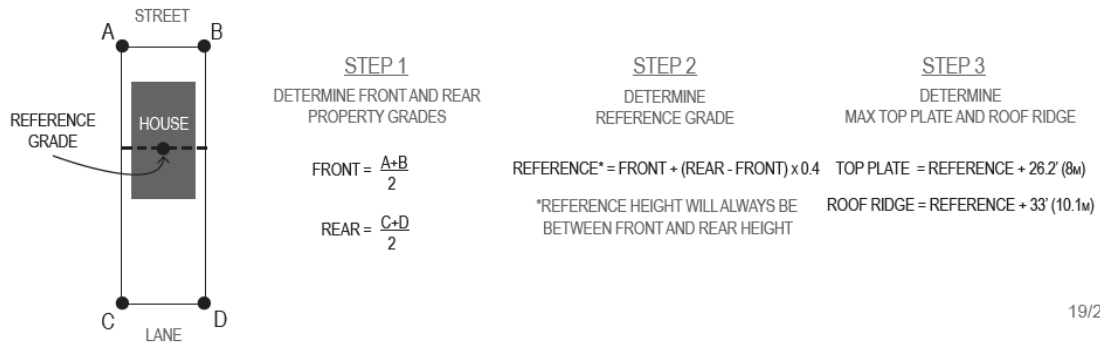 STREET
A
B
REFERENCE
GRADE
HOUSE
C
D
LANE
STEP 1
DETERMINE FRONT AND REAR
PROPERTY GRADES
FRONT = A+B
2
REAR = C+D
2
STEP 2
DETERMINE
REFERENCE GRADE
REFERENCE* = FRONT + (REAR - FRONT) x 0.4
*REFERENCE HEIGHT WILL ALWAYS BE
BETWEEN FRONT AND REAR HEIGHT
STEP 3
DETERMINE
MAX TOP PLATE AND ROOF RIDGE
TOP PLATE = REFERENCE + 26.2' (8M)
ROOF RIDGE = REFERENCE + 33' (10.1M)
19/2